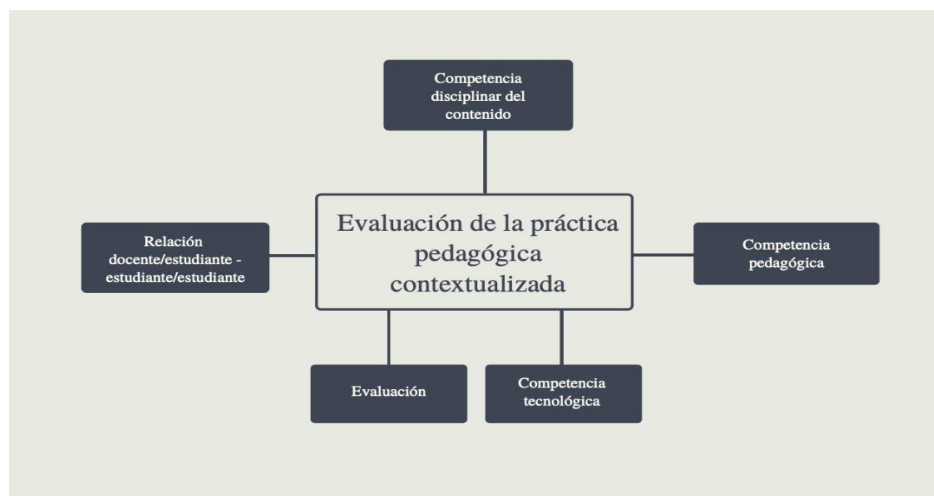 Competencia
disciplinar del
contenido
Evaluación de la práctica
pedagógica
contextualizada
Relación
docente/estudiante -
estudiante/estudiante
Competencia
pedagógica
Evaluación
Competencia
tecnológica